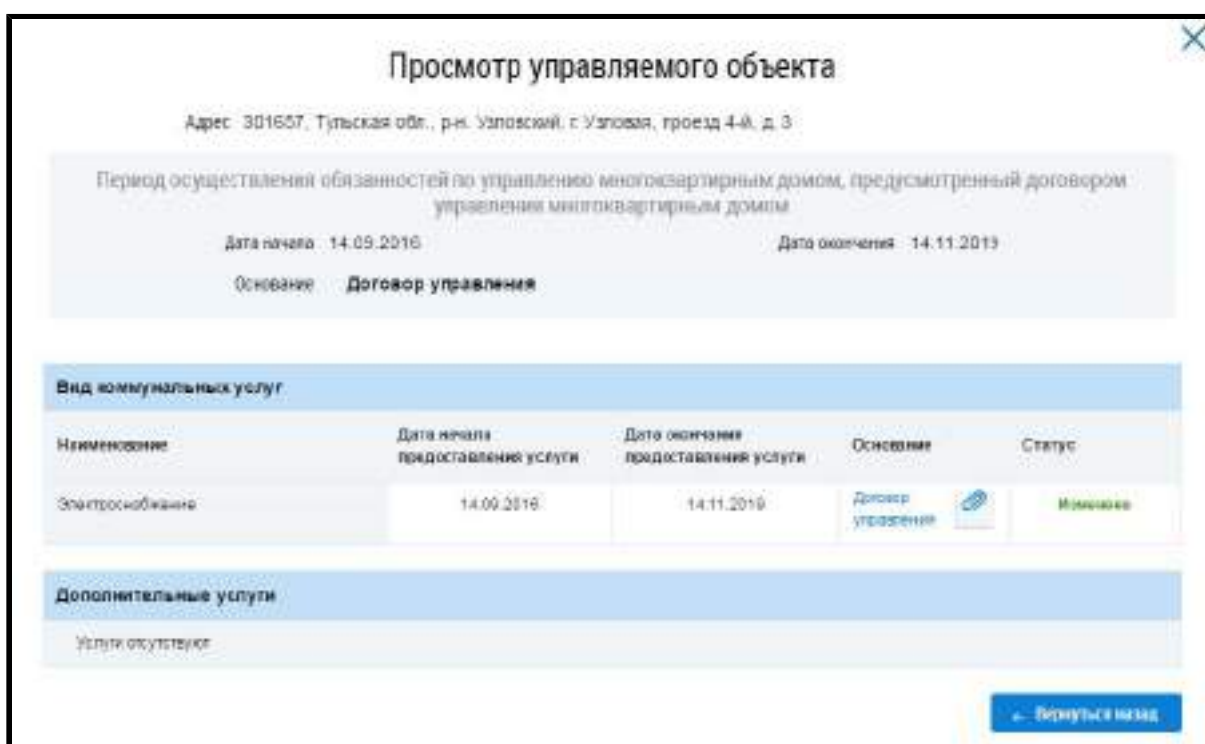 Просмотр управляемого объекта
Адрес 301657, Тульская обл., р-н. Узловский, г. Узловая, проезд 4-й, д. 3
Период осуществления обязанностей по управлению многоквартирным домом, предусмотренный договором
управления многоквартирным домом
Дата начала 14.09.2016 Дата окончания 14.11.2019
Основание Договор управления
Вид коммунальных услуг
Наименование Дата начала предоставления услуги Дата окончания предоставления услуги Основание Статус
Электроснабжение 14.09.2016 14.11.2019 Договор управления Изменено
Дополнительные услуги
Услуги отсутствуют
← Вернуться назад